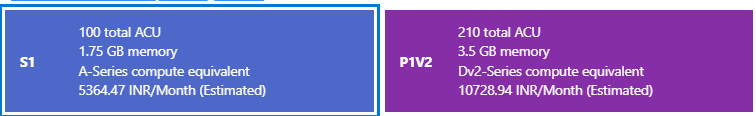 S1
100 total ACU
1.75 GB memory
A-Series compute equivalent
5364.47 INR/Month (Estimated)
P1V2
210 total ACU
3.5 GB memory
Dv2-Series compute equivalent
10728.94 INR/Month (Estimated)